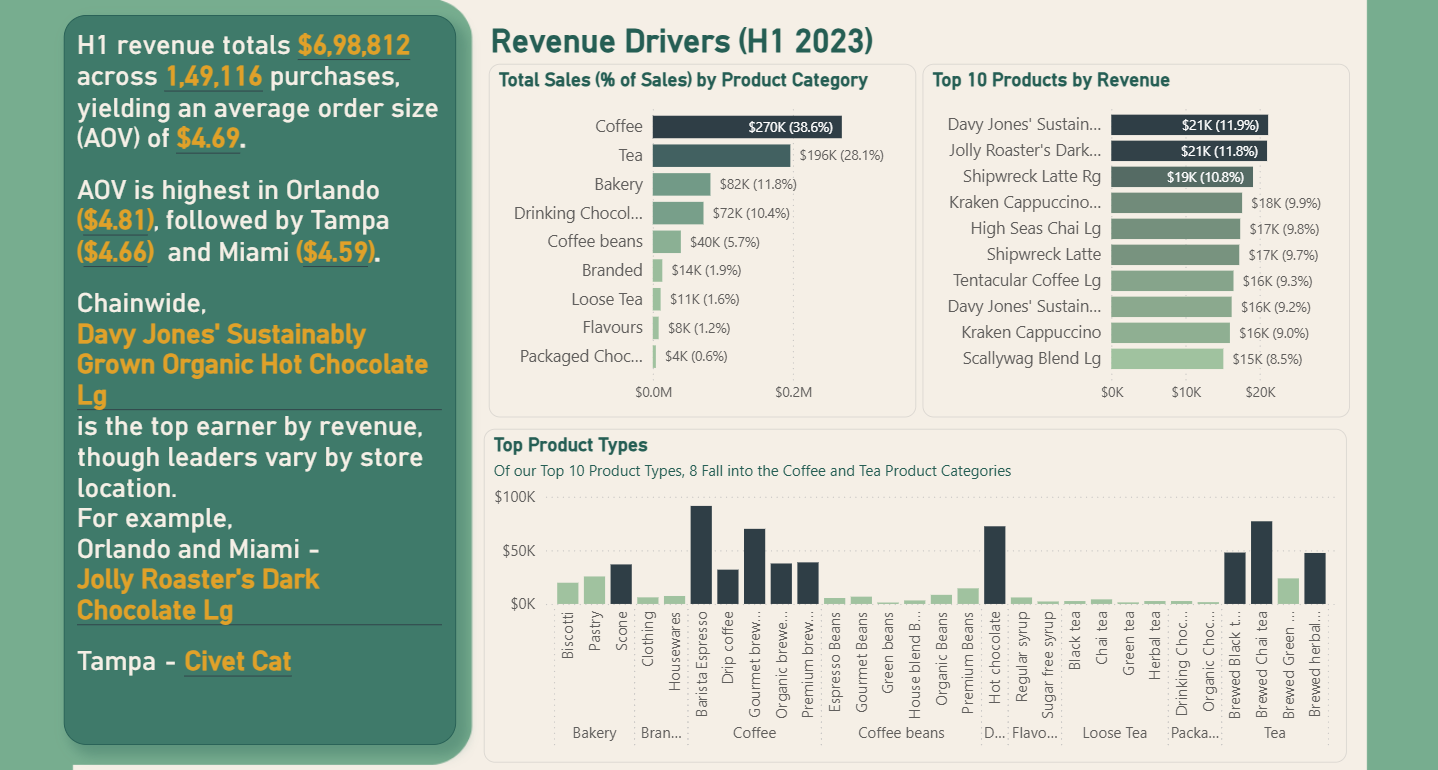 H1 revenue totals $6,98,812
across 1,49,116 purchases,
yielding an average order size
(AOV) of $4.69.
AOV is highest in Orlando
($4.81), followed by Tampa
($4.66) and Miami ($4.59).
Chainwide,
Davy Jones' Sustainably
Grown Organic Hot Chocolate
Lg
is the top earner by revenue,
though leaders vary by store
location.
For example,
Orlando and Miami -
Jolly Roaster's Dark
Chocolate Lg
Tampa - Civet Cat
Revenue Drivers (H1 2023)
Total Sales (% of Sales) by Product Category
Coffee $270K (38.6%)
Tea $196K (28.1%)
Bakery $82K (11.8%)
Drinking Chocol... $72K (10.4%)
Coffee beans $40K (5.7%)
Branded $14K (1.9%)
Loose Tea $11K (1.6%)
Flavours $8K (1.2%)
Packaged Choc... $4K (0.6%)
$0.0M $0.2M
Top 10 Products by Revenue
Davy Jones' Sustain... $21K (11.9%)
Jolly Roaster's Dark... $21K (11.8%)
Shipwreck Latte Rg $19K (10.8%)
Kraken Cappuccino... $18K (9.9%)
High Seas Chai Lg $17K (9.8%)
Shipwreck Latte $17K (9.7%)
Tentacular Coffee Lg $16K (9.3%)
Davy Jones' Sustain... $16K (9.2%)
Kraken Cappuccino $16K (9.0%)
Scallywag Blend Lg $15K (8.5%)
$0K $10K $20K
Top Product Types
Of our Top 10 Product Types, 8 Fall into the Coffee and Tea Product Categories
$100K
$50K
$0K
Biscotti
Pastry
Scone
Clothing
Housewares
Barista Espresso
Drip coffee
Gourmet brew...
Organic brewe...
Premium brew...
Espresso Beans
Gourmet Beans
Green beans
House blend B...
Organic Beans
Premium Beans
Hot chocolate
Regular syrup
Sugar free syrup
Black tea
Chai tea
Green tea
Herbal tea
Drinking Choc...
Organic Choc...
Brewed Black t...
Brewed Chai tea
Brewed Green ...
Brewed herbal...
Bakery Bran... Coffee Coffee beans D... Flavo... Loose Tea Packa... Tea